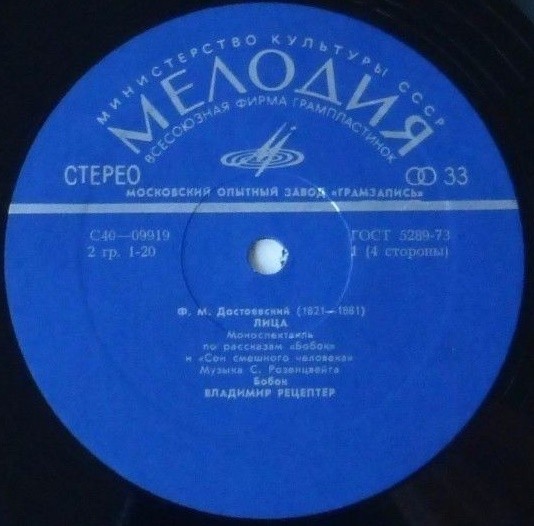 МИНИСТЕРСТВО КУЛЬТУРЫ СССР
МЕЛОДИЯ
ВСЕСОЮЗНАЯ ФИРМА ГРАМПЛАСТИНОК
СТЕРЕО 33
МОСКОВСКИЙ ОПЫТНЫЙ ЗАВОД «ГРАМЗАПИСЬ»
С40—09919 ГОСТ 5289-73
2 гр. 1-20 1 (4 стороны)
Ф. М. Достоевский (1821—1881)
ЛИЦА
Моноспектакль
по рассказам «Бобок»
и «Сон смешного человека»
Музыка С. Розенцвейга
Бобок
ВЛАДИМИР РЕЦЕПТЕР